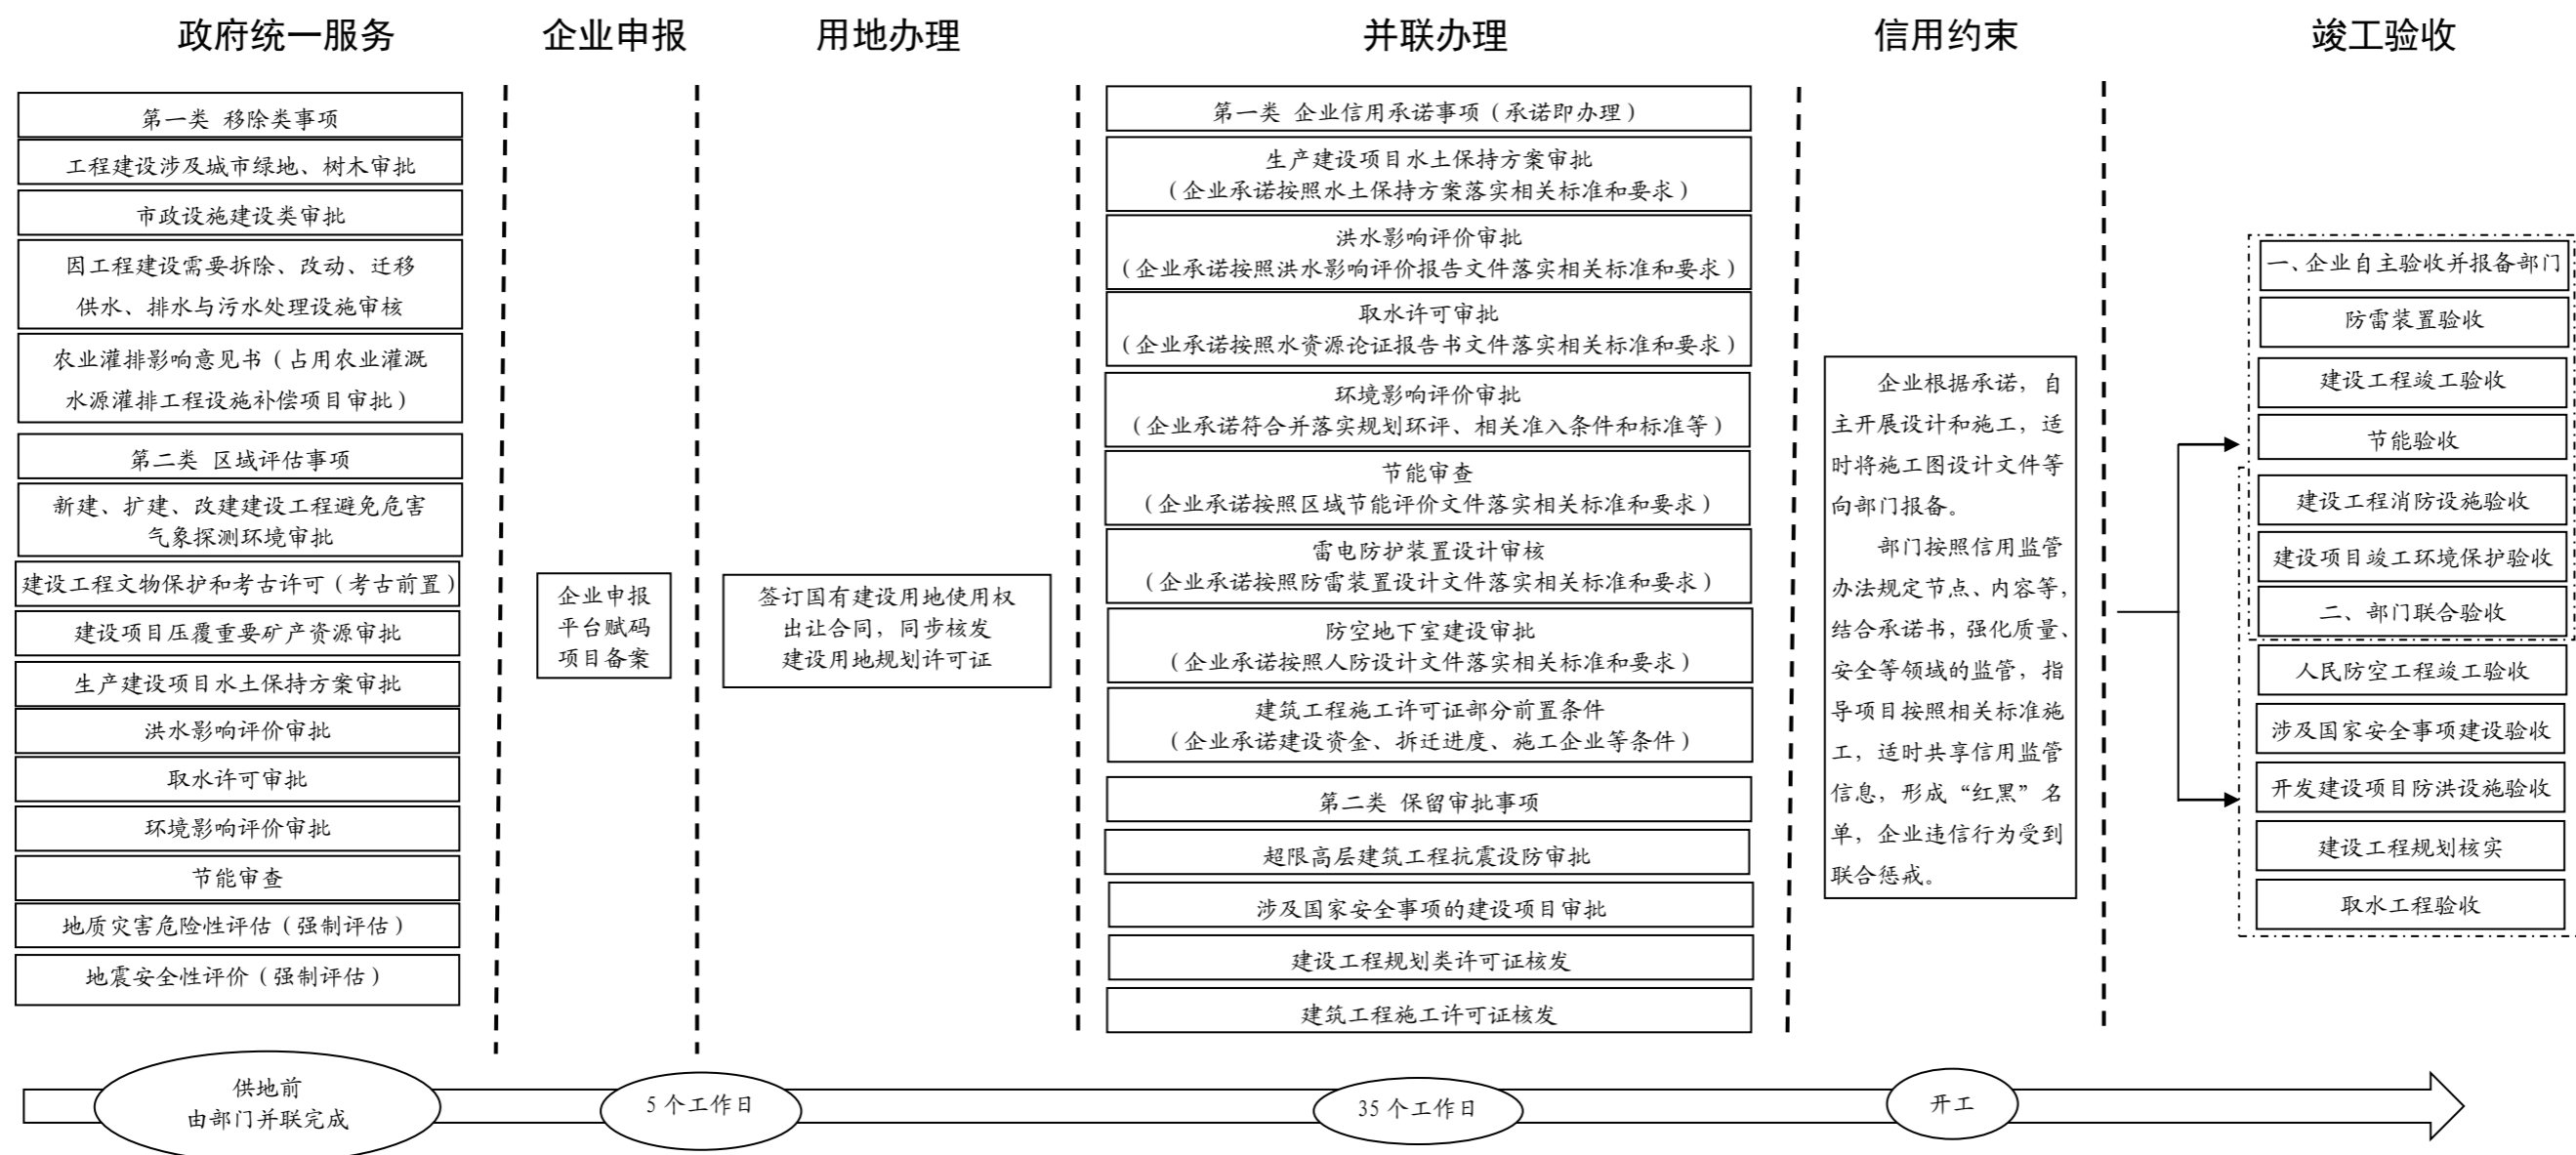 政府统一服务
企业申报
用地办理
并联办理
信用约束
竣工验收
第一类 移除类事项
工程建设涉及城市绿地、树木审批
市政设施建设类审批
因工程建设需要拆除、改动、迁移
供水、排水与污水处理设施审核
农业灌排影响意见书（占用农业灌溉
水源灌排工程设施补偿项目审批）
第二类 区域评估事项
新建、扩建、改建建设工程避免危害
气象探测环境审批
建设工程文物保护和考古许可（考古前置）
建设项目压覆重要矿产资源审批
生产建设项目水土保持方案审批
洪水影响评价审批
取水许可审批
环境影响评价审批
节能审查
地质灾害危险性评估（强制评估）
地震安全性评价（强制评估）
企业申报
平台赋码
项目备案
签订国有建设用地使用权
出让合同，同步核发
建设用地规划许可证
第一类 企业信用承诺事项（承诺即办理）
生产建设项目水土保持方案审批
（企业承诺按照水土保持方案落实相关标准和要求）
洪水影响评价审批
（企业承诺按照洪水影响评价报告文件落实相关标准和要求）
取水许可审批
（企业承诺按照水资源论证报告书文件落实相关标准和要求）
环境影响评价审批
（企业承诺符合并落实规划环评、相关准入条件和标准等）
节能审查
（企业承诺按照区域节能评价文件落实相关标准和要求）
雷电防护装置设计审核
（企业承诺按照防雷装置设计文件落实相关标准和要求）
防空地下室建设审批
（企业承诺按照人防设计文件落实相关标准和要求）
建筑工程施工许可证部分前置条件
（企业承诺建设资金、拆迁进度、施工企业等条件）
第二类 保留审批事项
超限高层建筑工程抗震设防审批
涉及国家安全事项的建设项目审批
建设工程规划类许可证核发
建筑工程施工许可证核发
企业根据承诺，自
主开展设计和施工，适
时将施工图设计文件等
向部门报备。
部门按照信用监管
办法规定节点、内容等，
结合承诺书，强化质量、
安全等领域的监管，指
导项目按照相关标准施
工，适时共享信用监管
信息，形成“红黑”名
单，企业违信行为受到
联合惩戒。
一、企业自主验收并报备部门
防雷装置验收
建设工程竣工验收
节能验收
建设工程消防设施验收
建设项目竣工环境保护验收
二、部门联合验收
人民防空工程竣工验收
涉及国家安全事项建设验收
开发建设项目防洪设施验收
建设工程规划核实
取水工程验收
供地前
由部门并联完成
5 个工作日
35 个工作日
开工